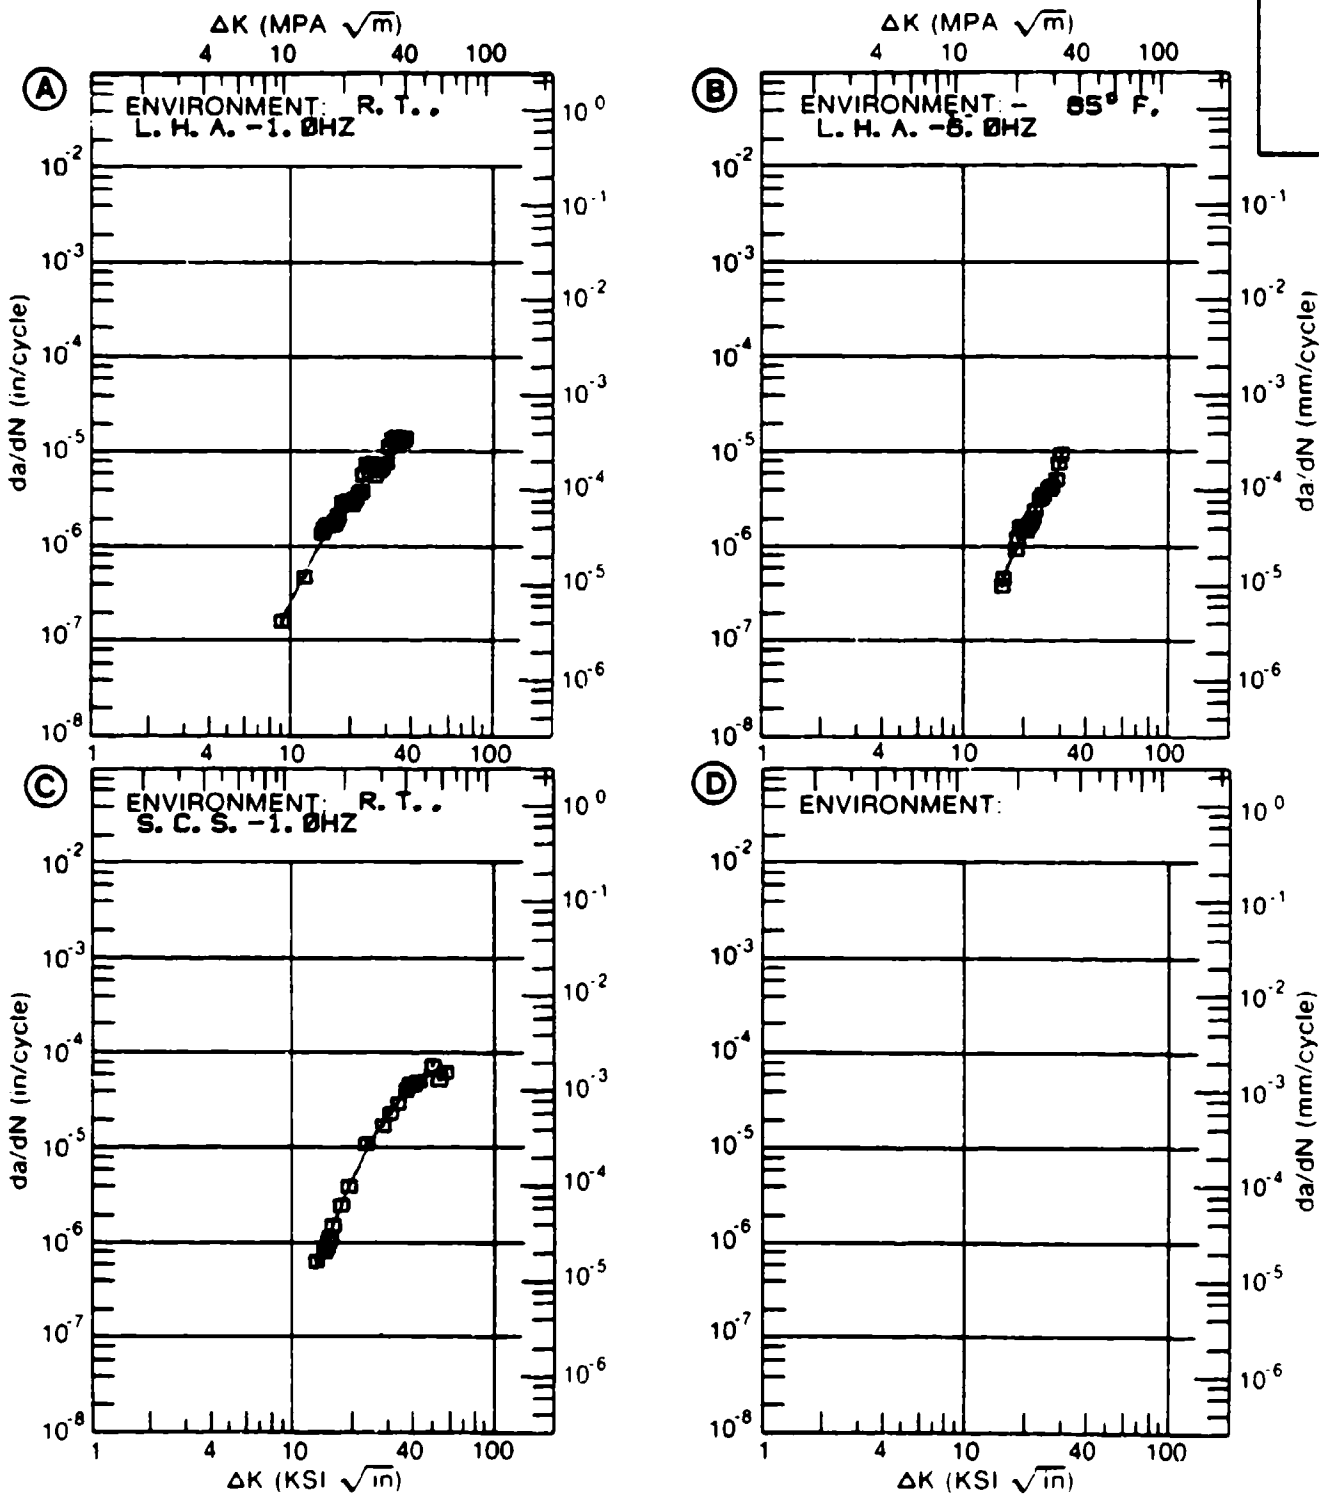 ΔK (MPA √m)
4 10 40 100
ΔK (MPA √m)
4 10 40 100
A
ENVIRONMENT: R. T. ,
L. H. A. -1. 0HZ
da/dN (in/cycle)
10^-2
10^-3
10^-4
10^-5
10^-6
10^-7
10^-8
10^0
10^-1
10^-2
10^-3
10^-4
10^-5
10^-6
1 4 10 40 100
B
ENVIRONMENT: - 65° F,
L. H. A. -6. 0HZ
10^-2
10^-3
10^-4
10^-5
10^-6
10^-7
10^-8
10^-1
10^-2
10^-3
10^-4
10^-5
10^-6
da/dN (mm/cycle)
1 4 10 40 100
C
ENVIRONMENT: R. T. ,
S. C. S. -1. 0HZ
da/dN (in/cycle)
10^-2
10^-3
10^-4
10^-5
10^-6
10^-7
10^-8
10^0
10^-1
10^-2
10^-3
10^-4
10^-5
10^-6
1 4 10 40 100
ΔK (KSI √in)
D
ENVIRONMENT:
10^-2
10^-3
10^-4
10^-5
10^-6
10^-7
10^-8
10^0
10^-1
10^-2
10^-3
10^-4
10^-5
10^-6
da/dN (mm/cycle)
1 4 10 40 100
ΔK (KSI √in)